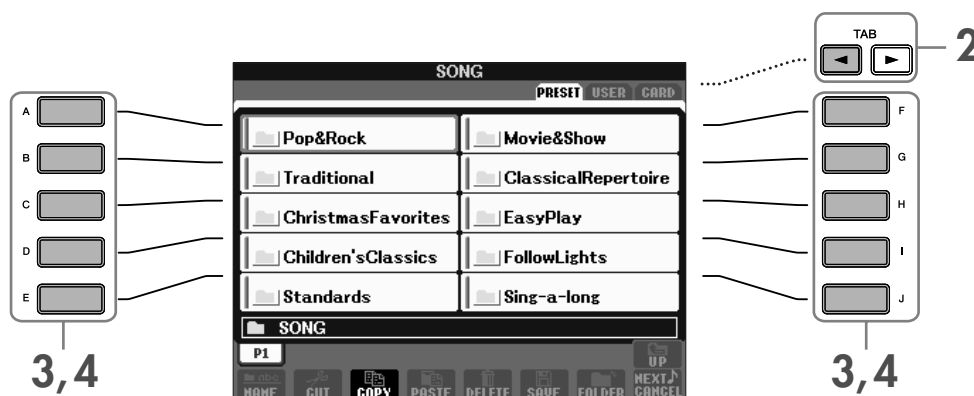 TAB
2
SONG
PRESET USER CARD
A
F
Pop&Rock
Movie&Show
B
G
Traditional
ClassicalRepertoire
C
H
ChristmasFavorites
EasyPlay
D
I
Children'sClassics
FollowLights
E
J
Standards
Sing-a-long
SONG
P1
UP
3,4
3,4
abc
NAME CUT COPY PASTE DELETE SAVE FOLDER NEXT♪
CANCEL